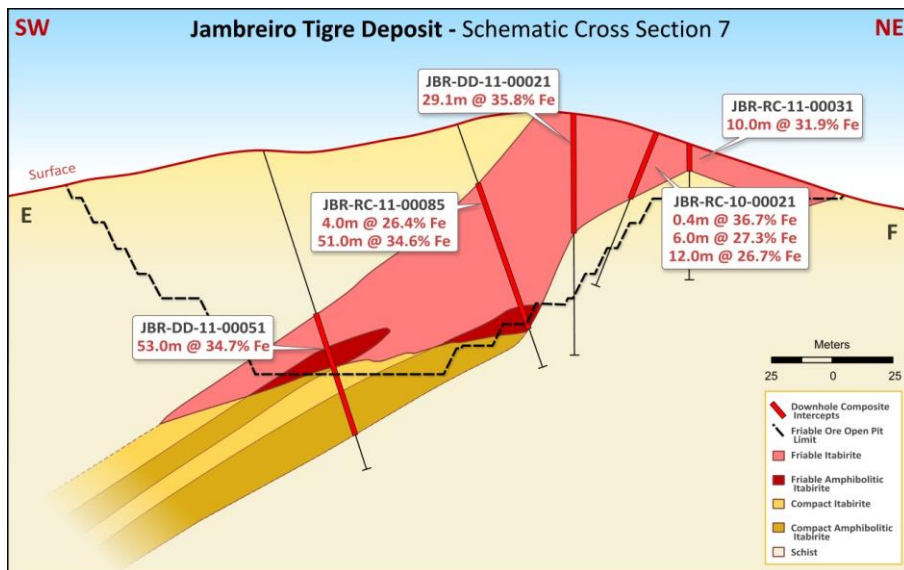 Jambreiro Tigre Deposit - Schematic Cross Section 7
SW
NE
JBR-DD-11-00021
29.1m @ 35.8% Fe
JBR-RC-11-00031
10.0m @ 31.9% Fe
Surface
E
JBR-RC-11-00085
4.0m @ 26.4% Fe
51.0m @ 34.6% Fe
JBR-RC-10-00021
0.4m @ 36.7% Fe
6.0m @ 27.3% Fe
12.0m @ 26.7% Fe
F
JBR-DD-11-00051
53.0m @ 34.7% Fe
Meters
25 0 25
Downhole Composite
Intercepts
Friable Ore Open Pit
Limit
Friable Itabirite
Friable Amphibolitic
Itabirite
Compact Itabirite
Compact Amphibolitic
Itabirite
Schist